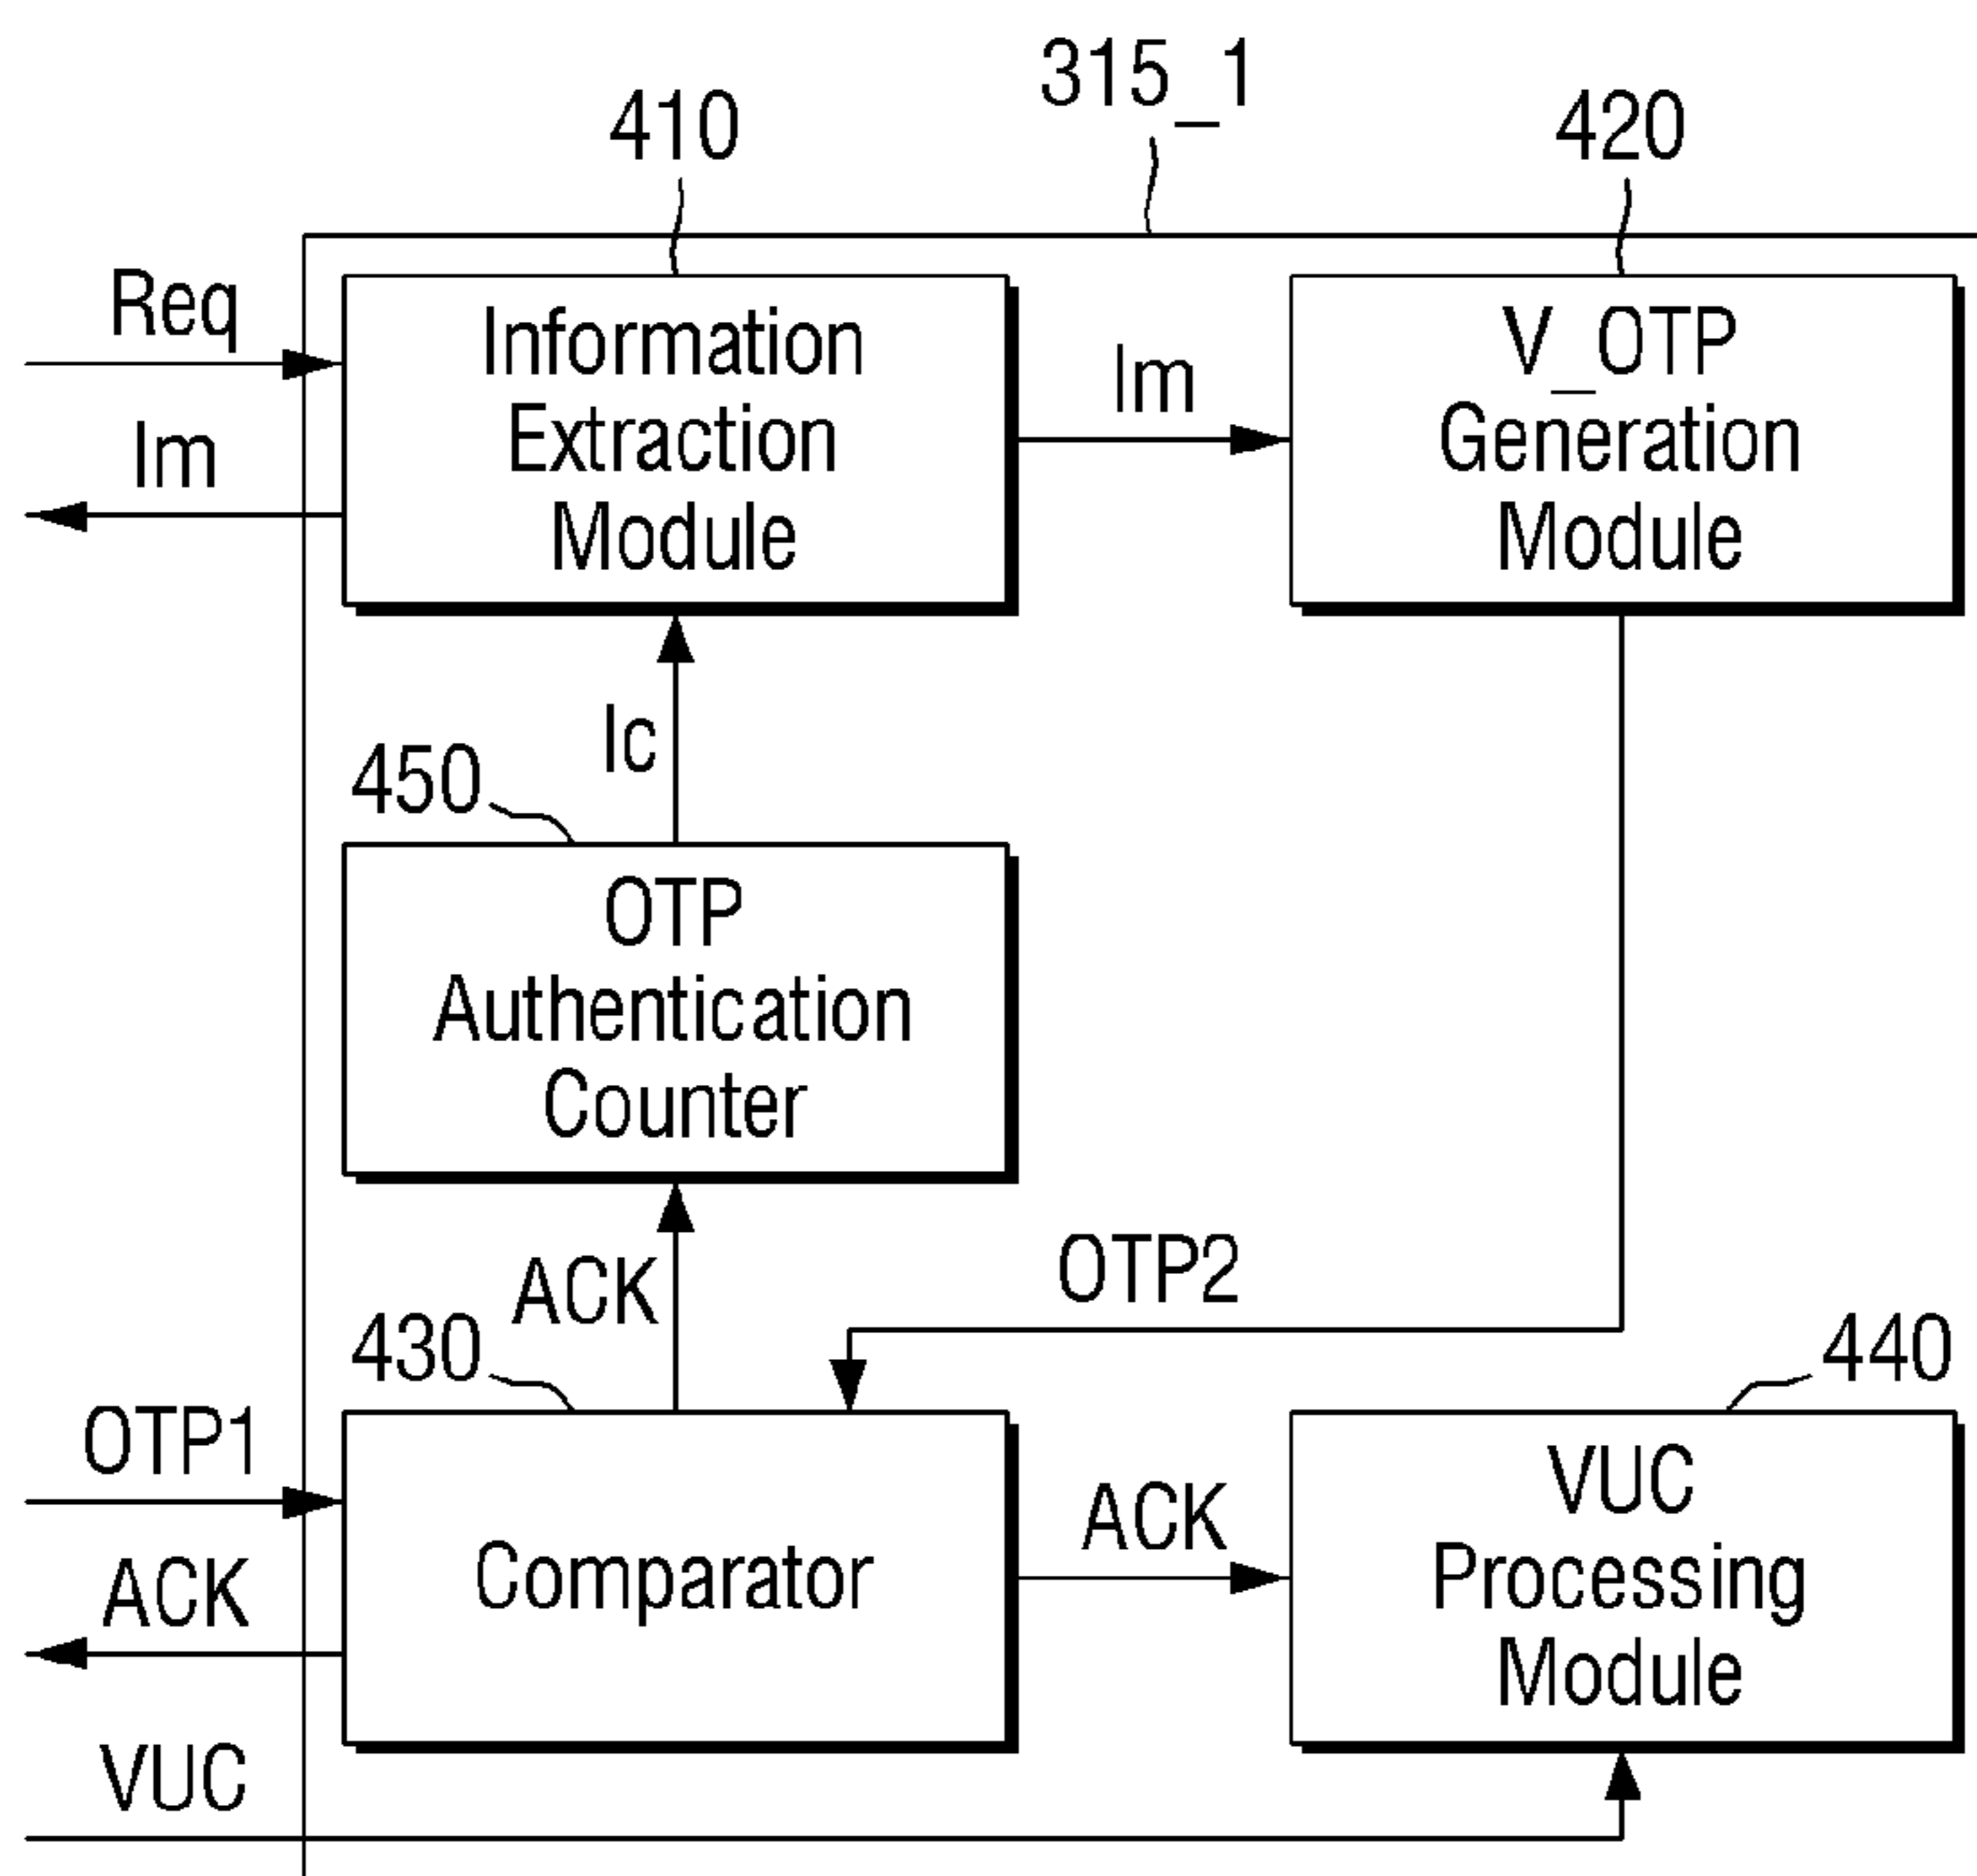 315_1
410
420
Req
Information
Extraction
Module
Im
Im
V_OTP
Generation
Module
Ic
450
OTP
Authentication
Counter
ACK
OTP2
430
440
OTP1
ACK
Comparator
ACK
VUC
Processing
Module
VUC